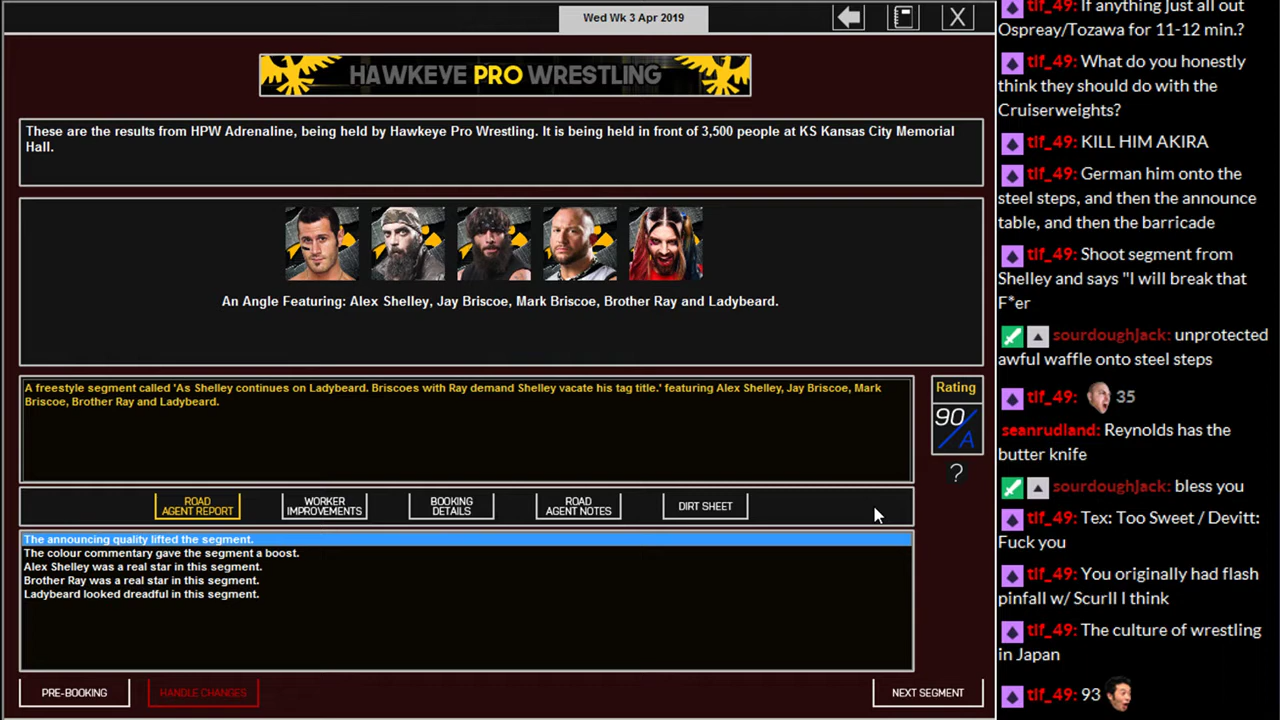 Wed Wk 3 Apr 2019
HAWKEYE PRO WRESTLING
These are the results from HPW Adrenaline, being held by Hawkeye Pro Wrestling. It is being held in front of 3,500 people at KS Kansas City Memorial
Hall.
An Angle Featuring: Alex Shelley, Jay Briscoe, Mark Briscoe, Brother Ray and Ladybeard.
A freestyle segment called 'As Shelley continues on Ladybeard. Briscoes with Ray demand Shelley vacate his tag title.' featuring Alex Shelley, Jay Briscoe, Mark
Briscoe, Brother Ray and Ladybeard.
Rating
90/A
?
ROAD
AGENT REPORT
WORKER
IMPROVEMENTS
BOOKING
DETAILS
ROAD
AGENT NOTES
DIRT SHEET
The announcing quality lifted the segment.
The colour commentary gave the segment a boost.
Alex Shelley was a real star in this segment.
Brother Ray was a real star in this segment.
Ladybeard looked dreadful in this segment.
PRE-BOOKING
HANDLE CHANGES
NEXT SEGMENT
tlf_49: If anything Just all out
Ospreay/Tozawa for 11-12 min.?
tlf_49: What do you honestly
think they should do with the
Cruiserweights?
tlf_49: KILL HIM AKIRA
tlf_49: German him onto the
steel steps, and then the announce
table, and then the barricade
tlf_49: Shoot segment from
Shelley and says "I will break that
F*er
sourdoughjack: unprotected
awful waffle onto steel steps
tlf_49: 35
seanrudland: Reynolds has the
butter knife
sourdoughjack: bless you
tlf_49: Tex: Too Sweet / Devitt:
Fuck you
tlf_49: You originally had flash
pinfall w/ Scurll I think
tlf_49: The culture of wrestling
in Japan
tlf_49: 93